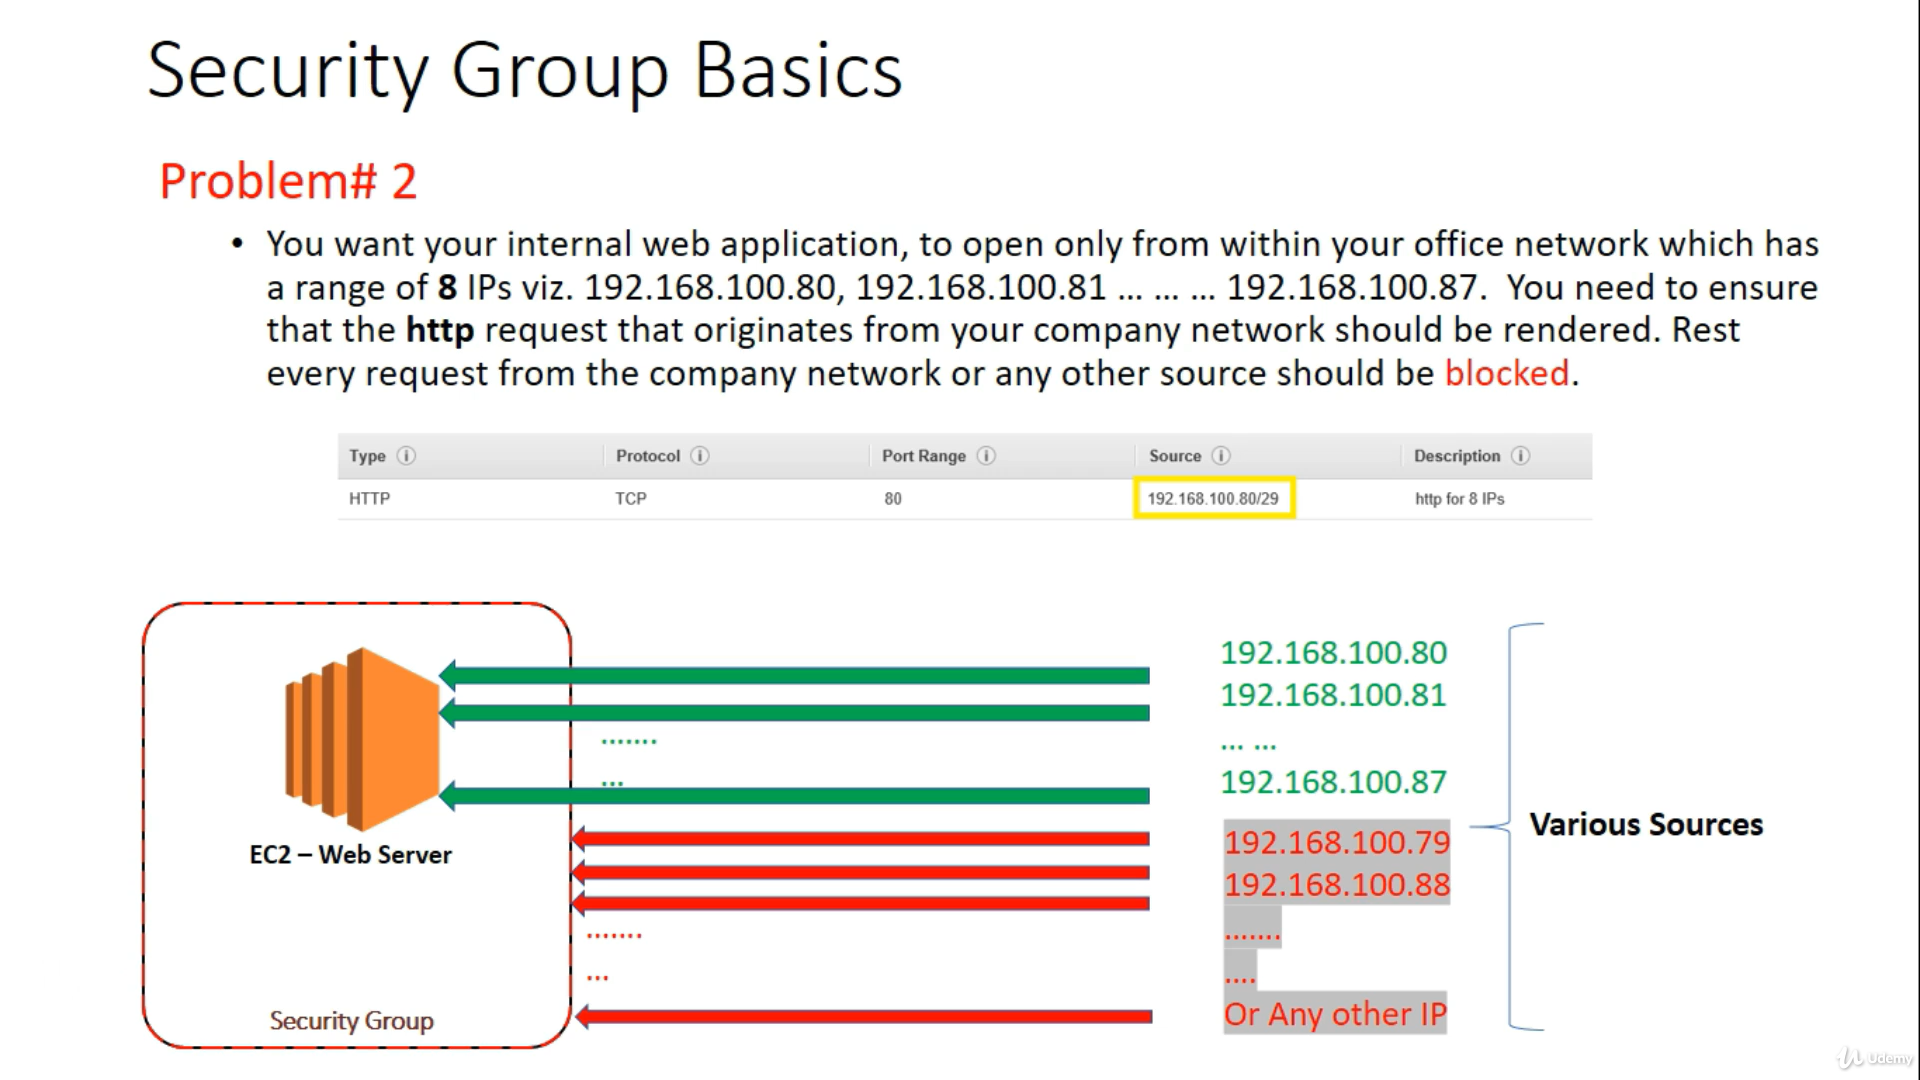 Security Group Basics
Problem# 2
• You want your internal web application, to open only from within your office network which has
a range of 8 IPs viz. 192.168.100.80, 192.168.100.81 ... ... ... 192.168.100.87.  You need to ensure
that the http request that originates from your company network should be rendered. Rest
every request from the company network or any other source should be blocked.
Type Protocol Port Range Source Description
HTTP TCP 80 192.168.100.80/29 http for 8 IPs
192.168.100.80
192.168.100.81
....... ... ...
... 192.168.100.87
EC2 – Web Server
192.168.100.79
192.168.100.88
Various Sources
....... .......
... ....
Or Any other IP
Security Group
Udemy